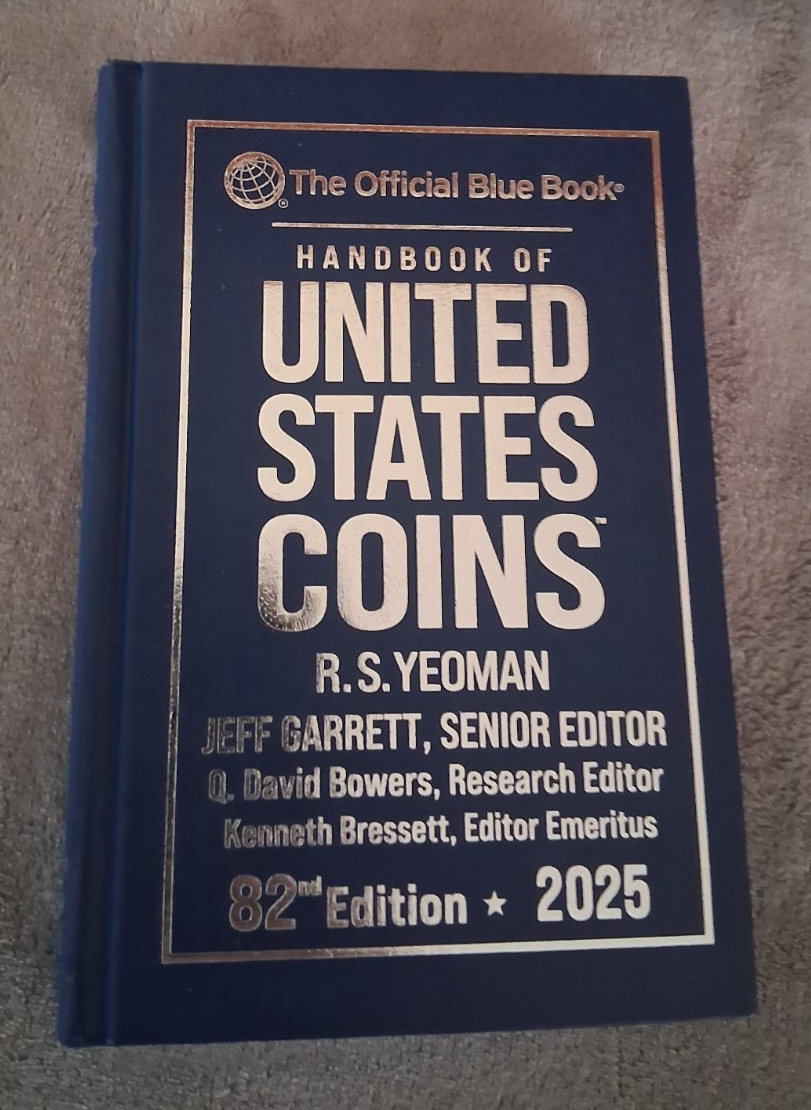 The Official Blue Book®
HANDBOOK OF
UNITED
STATES
COINS™
R.S. YEOMAN
JEFF GARRETT, SENIOR EDITOR
Q. David Bowers, Research Editor
Kenneth Bressett, Editor Emeritus
82nd Edition ★ 2025